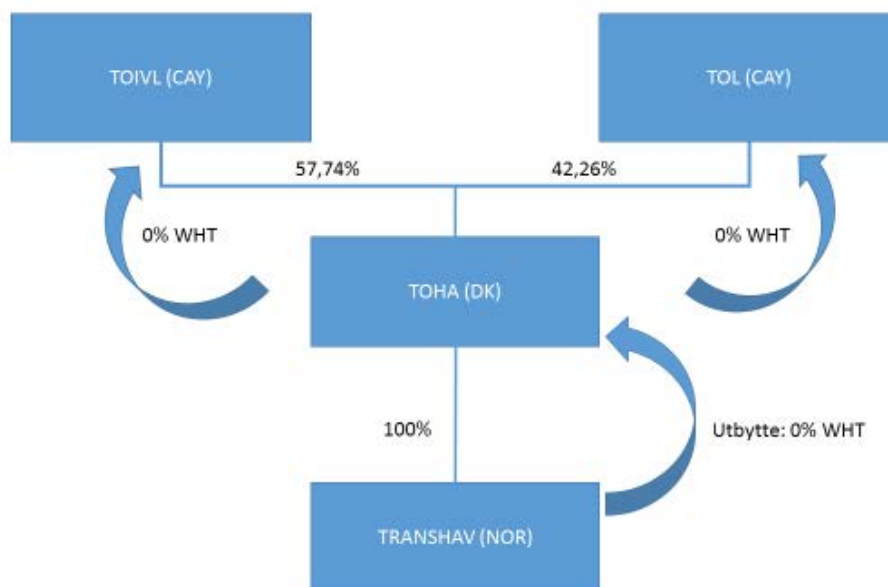 TOIVL (CAY)
TOL (CAY)
57,74%
42,26%
0% WHT
0% WHT
TOHA (DK)
100%
Utbytte: 0% WHT
TRANSHAV (NOR)